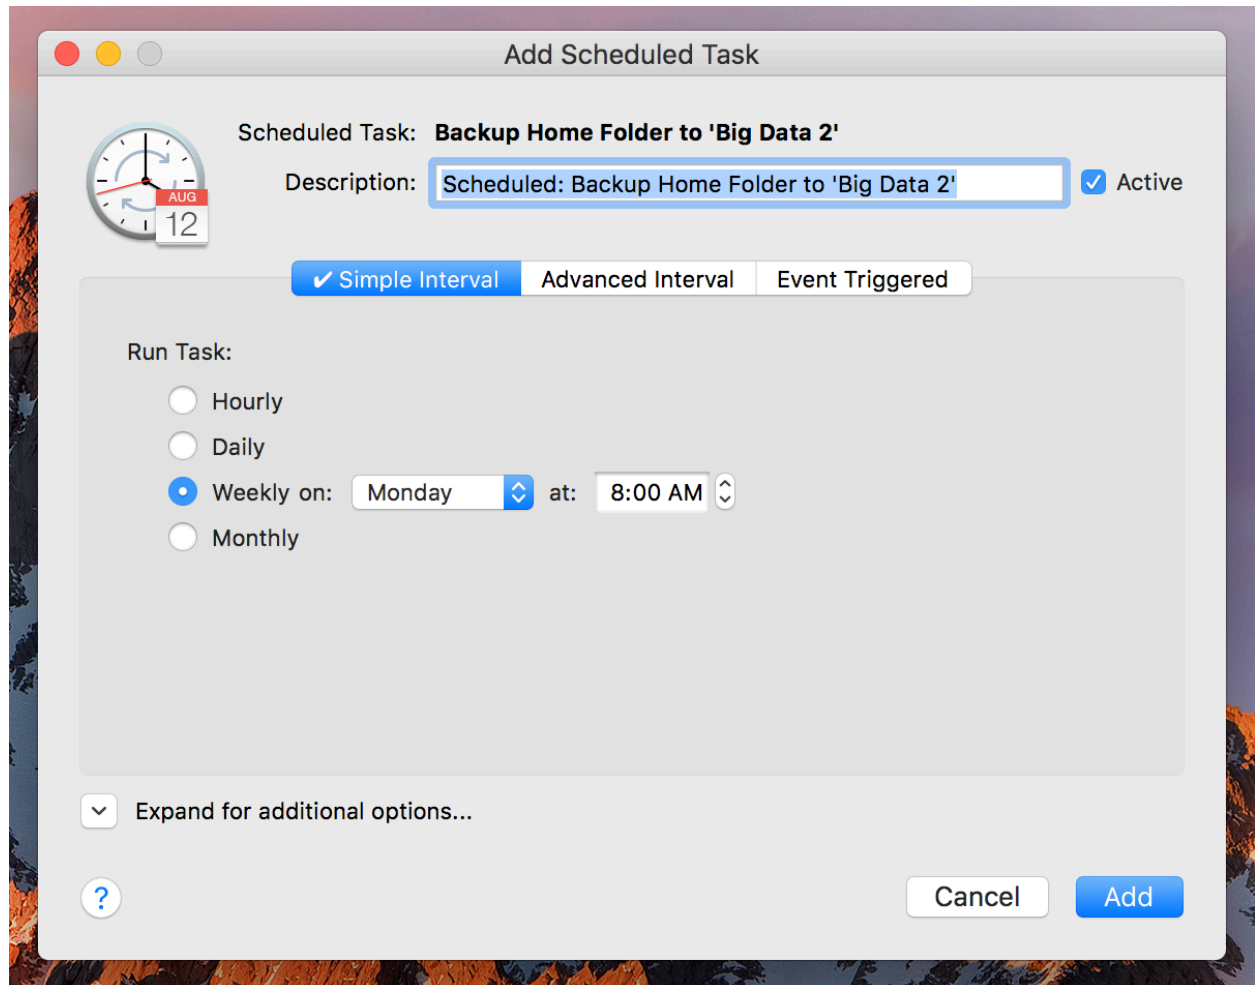 Add Scheduled Task
Scheduled Task: Backup Home Folder to 'Big Data 2'
Description: Scheduled: Backup Home Folder to 'Big Data 2' Active
AUG
12
✔ Simple Interval Advanced Interval Event Triggered
Run Task:
Hourly
Daily
Weekly on: Monday at: 8:00 AM
Monthly
Expand for additional options...
? Cancel Add